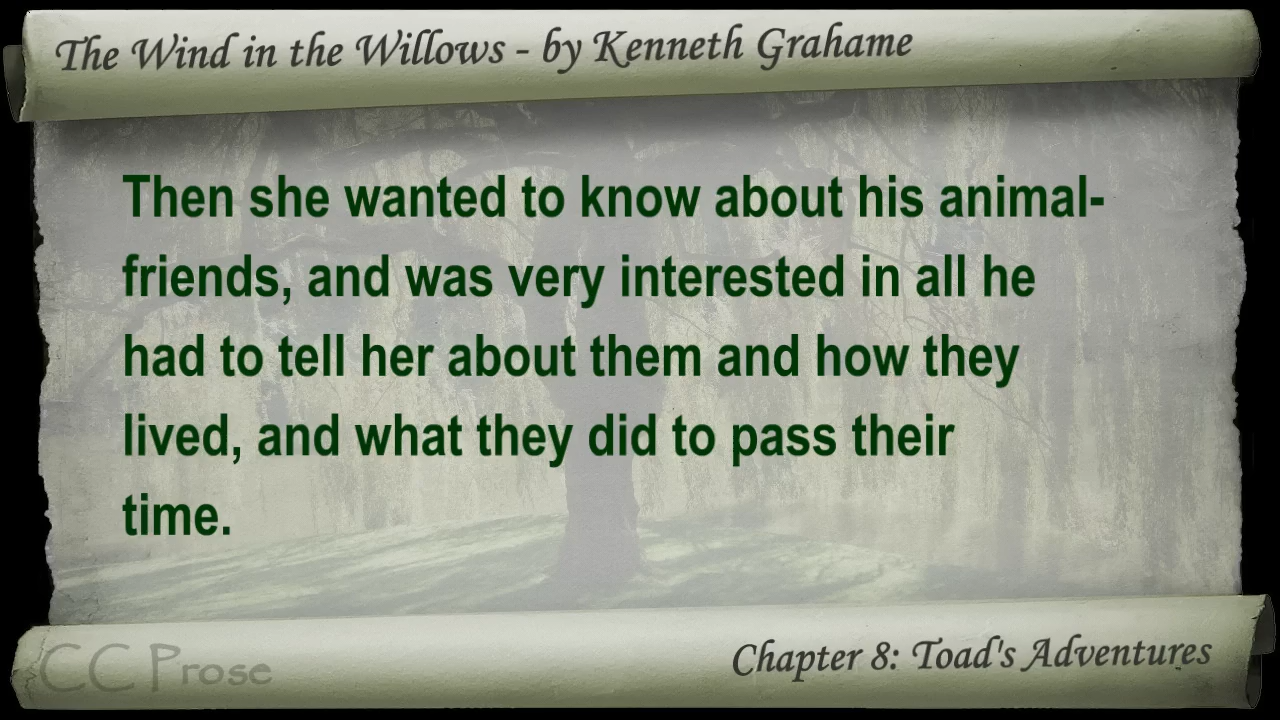 The Wind in the Willows - by Kenneth Grahame
Then she wanted to know about his animal-
friends, and was very interested in all he
had to tell her about them and how they
lived, and what they did to pass their
time.
CC Prose
Chapter 8: Toad's Adventures